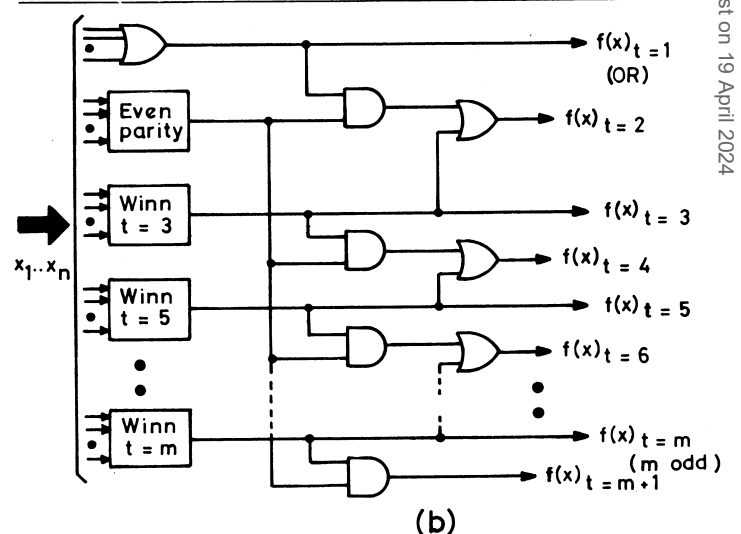 f(x) t = 1
(OR)
Even
parity
f(x) t = 2
Winn
t = 3
f(x) t = 3
x1..xn
f(x) t = 4
Winn
t = 5
f(x) t = 5
f(x) t = 6
Winn
t = m
f(x) t = m
(m odd)
f(x) t = m+1
(b)
st on 19 April 2024